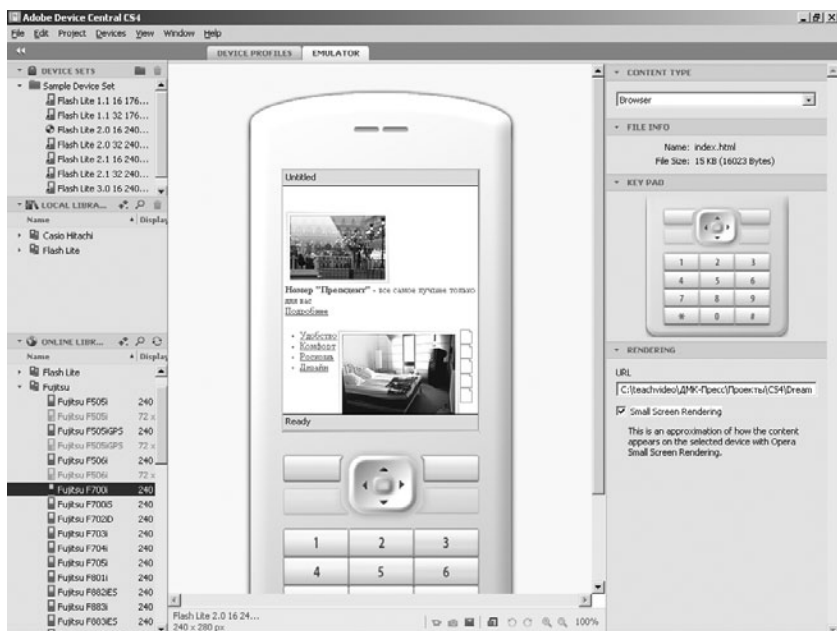 Adobe Device Central CS4
File Edit Project Devices View Window Help
DEVICE PROFILES EMULATOR
DEVICE SETS
Sample Device Set
Flash Lite 1.1 16 176...
Flash Lite 1.1 32 176...
Flash Lite 2.0 16 240...
Flash Lite 2.0 32 240...
Flash Lite 2.1 16 240...
Flash Lite 2.1 32 240...
Flash Lite 3.0 16 240...
LOCAL LIBRA...
Name Display
Casio Hitachi
Flash Lite
ONLINE LIBR...
Name Display
Flash Lite
Fujitsu
Fujitsu F505i 240
Fujitsu F505i 72 x
Fujitsu F505iGPS 240
Fujitsu F505iGPS 72 x
Fujitsu F506i 240
Fujitsu F506i 72 x
Fujitsu F700i 240
Fujitsu F700iS 240
Fujitsu F702iD 240
Fujitsu F703i 240
Fujitsu F704i 240
Fujitsu F705i 240
Fujitsu F801i 240
Fujitsu F882iES 240
Fujitsu F883i 240
Fujitsu F883iES 240
Untitled
Номер "Президент" - все самое лучшее только
для вас
Подробнее
Удобство
Комфорт
Роскошь
Дизайн
Ready
1 2 3
4 5 6
Flash Lite 2.0 16 24...
240 x 280 px
100%
CONTENT TYPE
Browser
FILE INFO
Name: index.html
File Size: 15 KB (16023 Bytes)
KEY PAD
1 2 3
4 5 6
7 8 9
* 0 #
RENDERING
URL
C:\teachvideo\ДМК-Пресс\Проекты\CS4\Dream
Small Screen Rendering
This is an approximation of how the content
appears on the selected device with Opera
Small Screen Rendering.